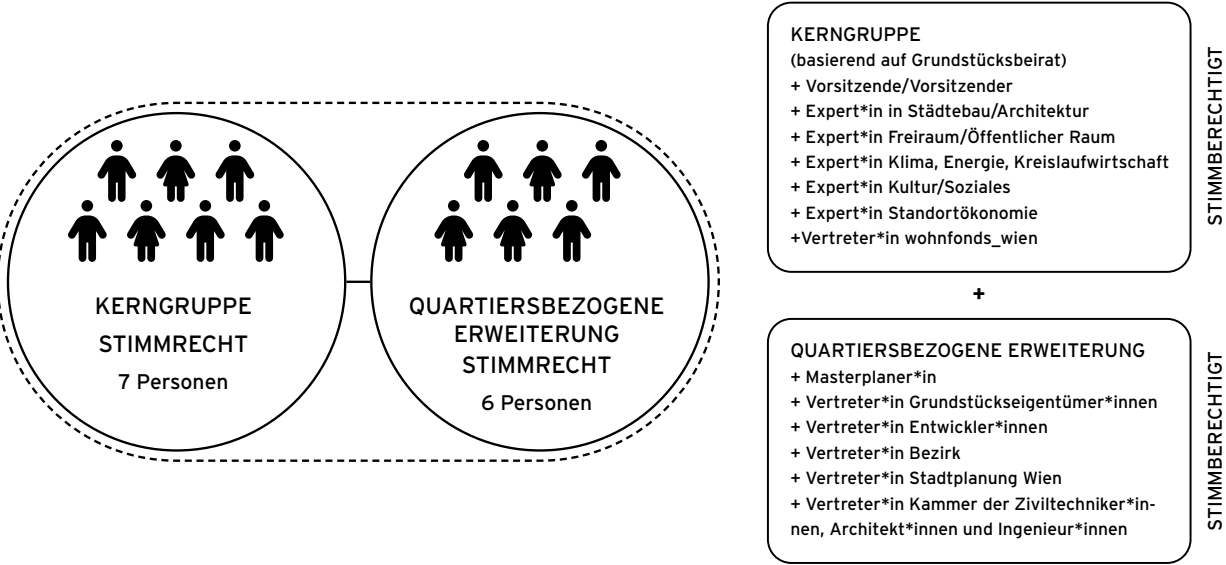 KERNGRUPPE
STIMMRECHT
7 Personen
QUARTIERSBEZOGENE
ERWEITERUNG
STIMMRECHT
6 Personen
KERNGRUPPE
(basierend auf Grundstücksbeirat)
+ Vorsitzende/Vorsitzender
+ Expert*in in Städtebau/Architektur
+ Expert*in Freiraum/Öffentlicher Raum
+ Expert*in Klima, Energie, Kreislaufwirtschaft
+ Expert*in Kultur/Soziales
+ Expert*in Standortökonomie
+Vertreter*in wohnfonds_wien
STIMMBERECHTIGT
+
QUARTIERSBEZOGENE ERWEITERUNG
+ Masterplaner*in
+ Vertreter*in Grundstückseigentümer*innen
+ Vertreter*in Entwickler*innen
+ Vertreter*in Bezirk
+ Vertreter*in Stadtplanung Wien
+ Vertreter*in Kammer der Ziviltechniker*in-
nen, Architekt*innen und Ingenieur*innen
STIMMBERECHTIGT